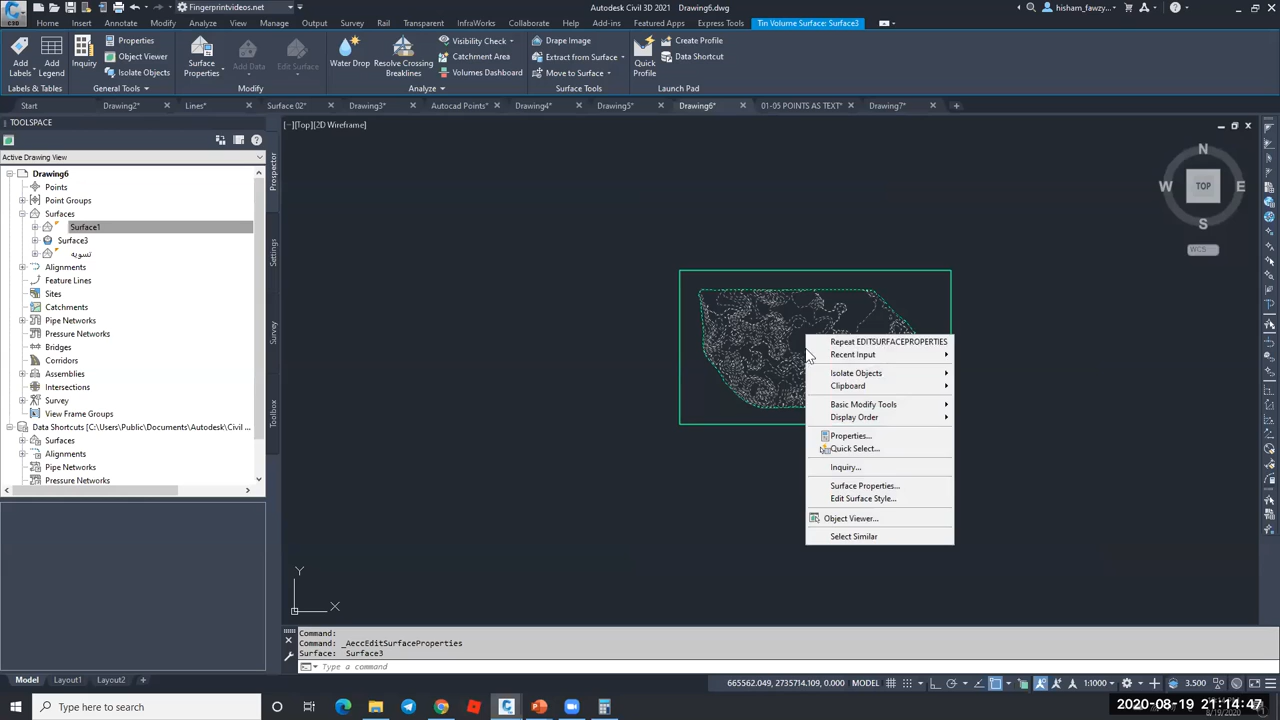 C3D
Fingerprintvideos.net
Autodesk Civil 3D 2021 Drawing6.dwg
hisham_fawzy...
Home Insert Annotate Modify Analyze View Manage Output Survey Rail Transparent InfraWorks Collaborate Help Add-ins Featured Apps Express Tools Tin Volume Surface: Surface3
Add Labels
Add Legend
Inquiry
Properties
Object Viewer
Isolate Objects
Surface Properties
Add Data
Edit Surface
Water Drop
Resolve Crossing Breaklines
Visibility Check
Catchment Area
Volumes Dashboard
Drape Image
Extract from Surface
Move to Surface
Quick Profile
Create Profile
Data Shortcut
Labels & Tables General Tools Modify Analyze Surface Tools Launch Pad
Start Drawing2* Lines* Surface 02* Drawing3* Autocad Points* Drawing4* Drawing5* Drawing6* 01-05 POINTS AS TEXT* Drawing7*
TOOLSPACE
Active Drawing View
Drawing6
Points
Point Groups
Surfaces
Surface1
Surface3
تسويه
Alignments
Feature Lines
Sites
Catchments
Pipe Networks
Pressure Networks
Bridges
Corridors
Assemblies
Intersections
Survey
View Frame Groups
Data Shortcuts [C:\Users\Public\Documents\Autodesk\Civil
Surfaces
Alignments
Pipe Networks
Pressure Networks
Prospector
Settings
Survey
Toolbox
[−][Top][2D Wireframe]
N
W TOP E
S
WCS
Repeat EDITSURFACEPROPERTIES
Recent Input
Isolate Objects
Clipboard
Basic Modify Tools
Display Order
Properties...
Quick Select...
Inquiry...
Surface Properties...
Edit Surface Style...
Object Viewer...
Select Similar
Y
X
Command:
Command: _AeccEditSurfaceProperties
Surface: Surface3
Type a command
Model Layout1 Layout2
665562.049, 2735714.109, 0.000 MODEL 1:1000 3.500
Type here to search
2020-08-19 21:14:47